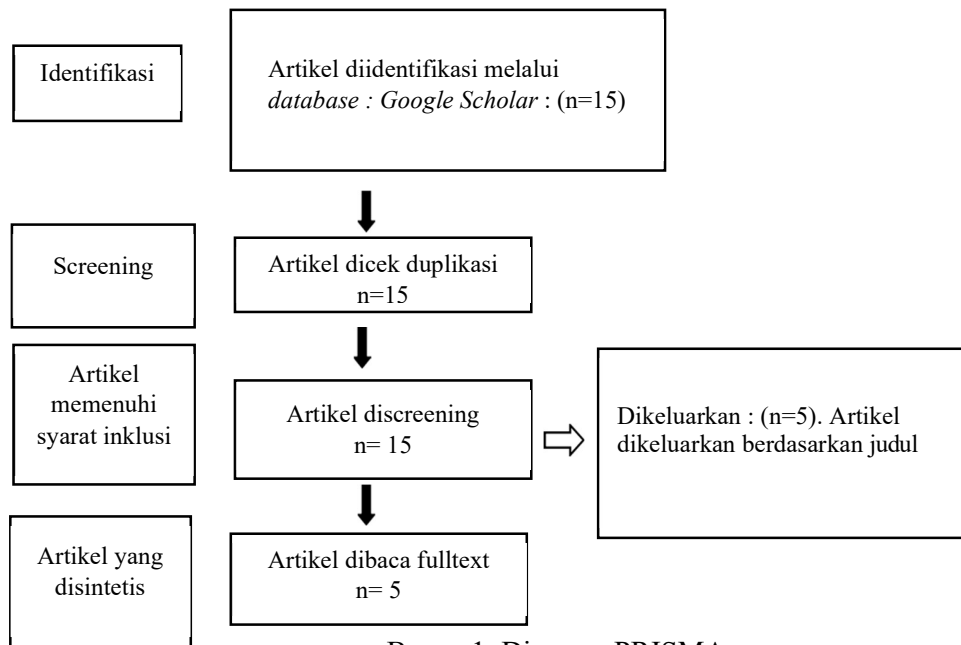 Identifikasi
Artikel diidentifikasi melalui
database : Google Scholar : (n=15)
Screening
Artikel dicek duplikasi
n=15
Artikel
memenuhi
syarat inklusi
Artikel discreening
n= 15
Dikeluarkan : (n=5). Artikel
dikeluarkan berdasarkan judul
Artikel yang
disintetis
Artikel dibaca fulltext
n= 5